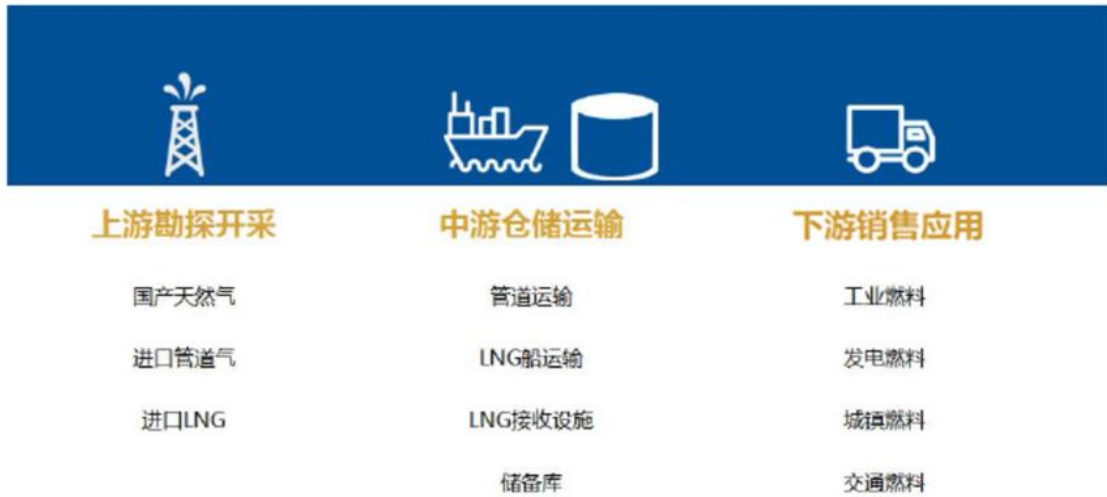 上游勘探开采
中游仓储运输
下游销售应用
国产天然气
管道运输
工业燃料
进口管道气
LNG船运输
发电燃料
进口LNG
LNG接收设施
城镇燃料
储备库
交通燃料